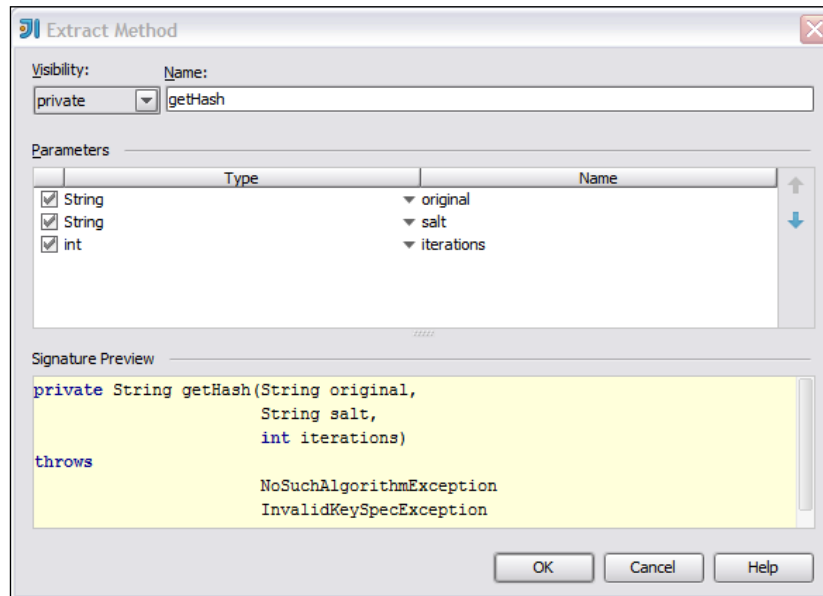 Extract Method
Visibility: Name:
private getHash
Parameters
Type Name
String original
String salt
int iterations
Signature Preview
private String getHash(String original,
String salt,
int iterations)
throws
NoSuchAlgorithmException
InvalidKeySpecException
OK Cancel Help